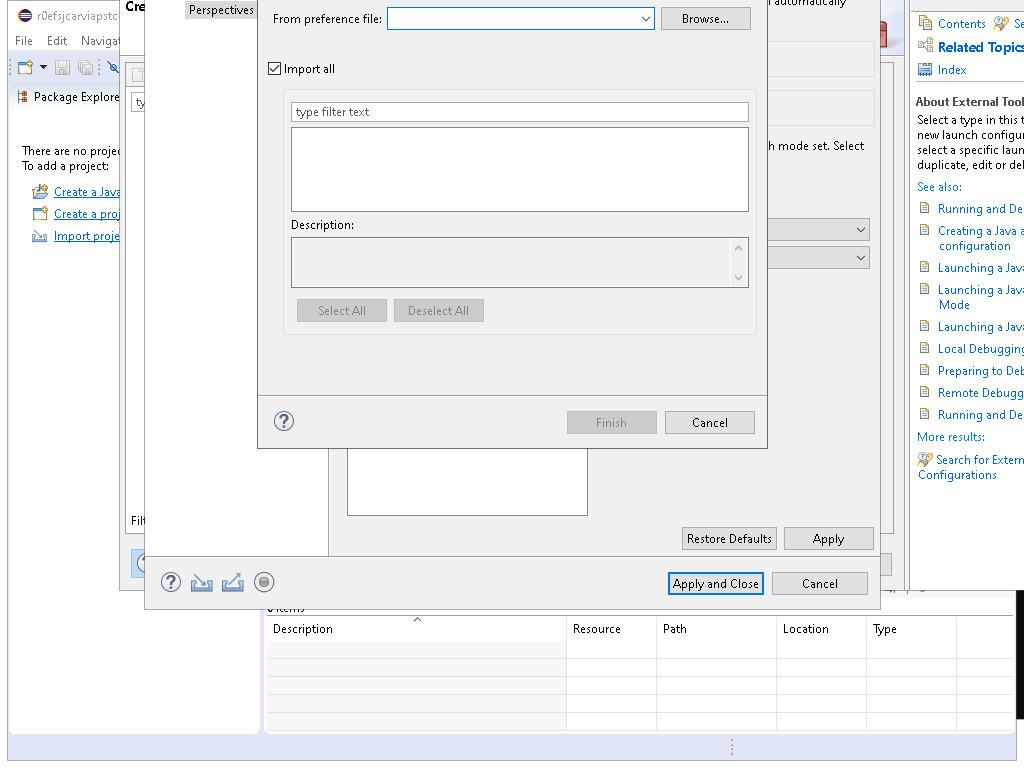 r0efsjcarviapstc
File Edit Navigat
Package Explore
There are no projec
To add a project:
Create a Java
Create a proj
Import proje
Cre
ty
Filt
Perspectives
From preference file:
Browse...
Import all
type filter text
Description:
Select All Deselect All
Finish Cancel
automatically
h mode set. Select
Restore Defaults Apply
Apply and Close Cancel
Description Resource Path Location Type
Contents Se
Related Topics
Index
About External Tool
Select a type in this t
new launch configur
select a specific laun
duplicate, edit or del
See also:
Running and De
Creating a Java a
configuration
Launching a Java
Launching a Java
Mode
Launching a Java
Local Debugging
Preparing to Deb
Remote Debugg
Running and De
More results:
Search for Extern
Configurations